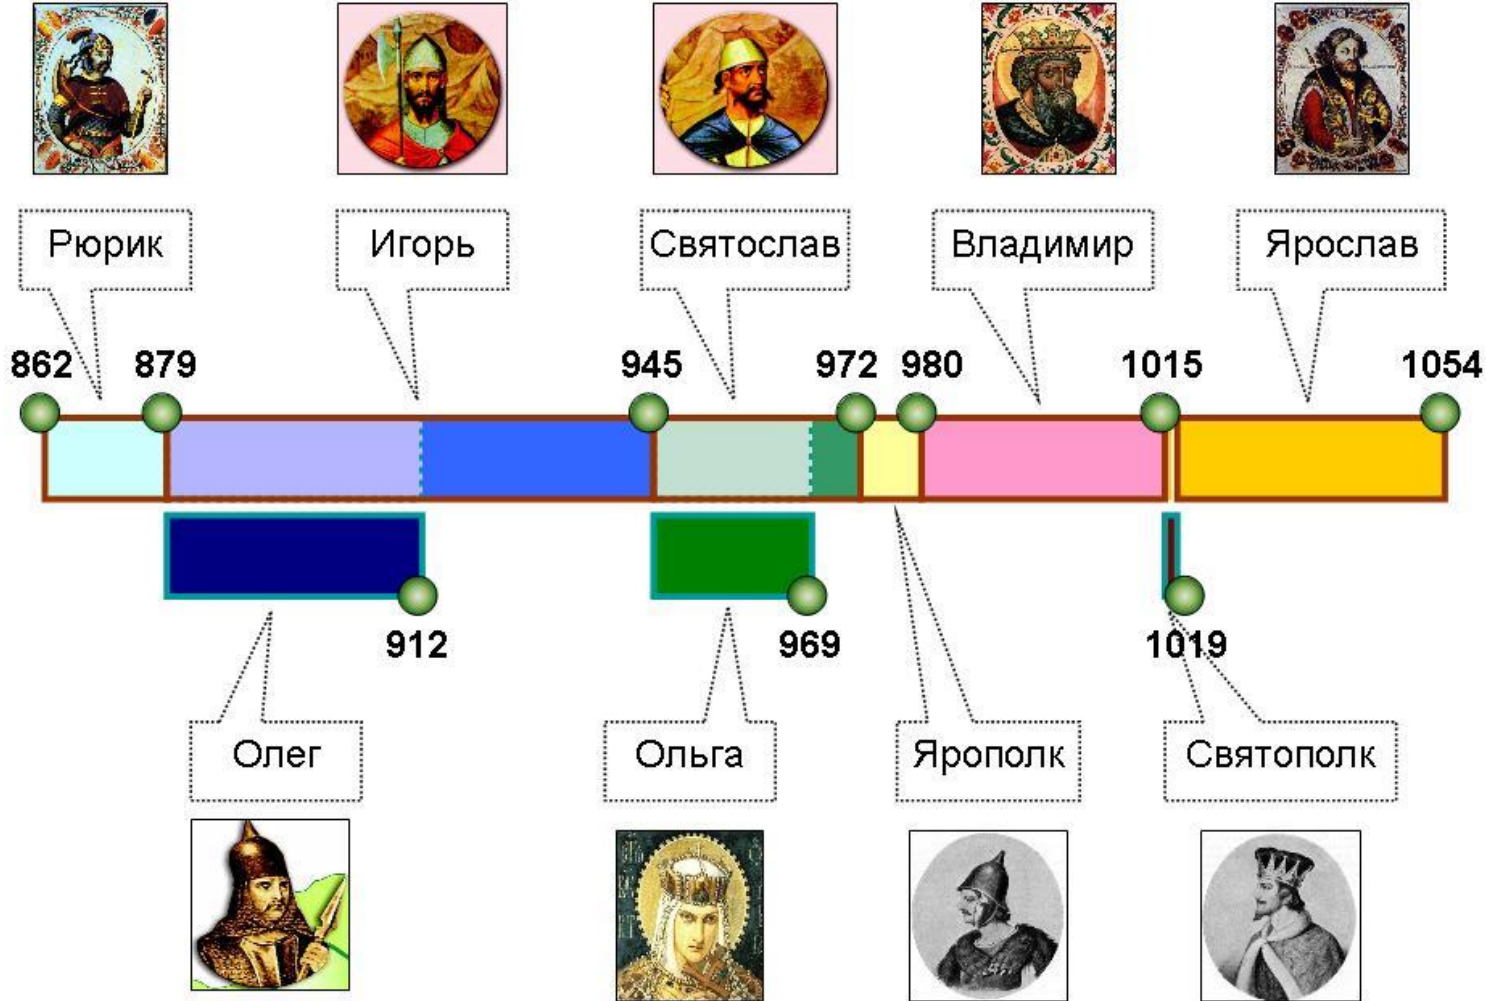 Рюрик
Игорь
Святослав
Владимир
Ярослав
862
879
945
972
980
1015
1054
912
969
1019
Олег
Ольга
Ярополк
Святополк